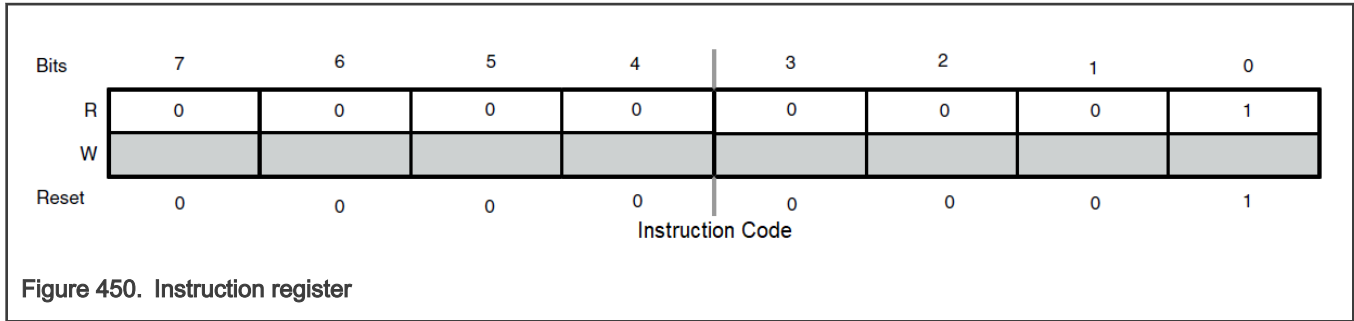 Bits 7 6 5 4 3 2 1 0
R 0 0 0 0 0 0 0 1
W
Reset 0 0 0 0 0 0 0 1
Instruction Code
Figure 450. Instruction register